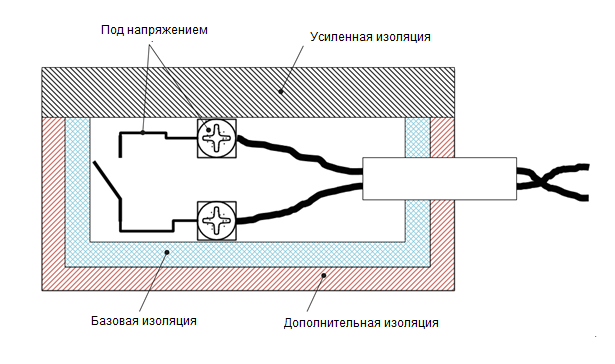 Под напряжением
Усиленная изоляция
Базовая изоляция
Дополнительная изоляция